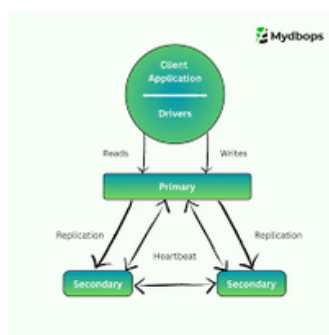 Mydbops
Client
Application
Drivers
Reads
Writes
Primary
Replication
Replication
Heartbeat
Secondary
Secondary